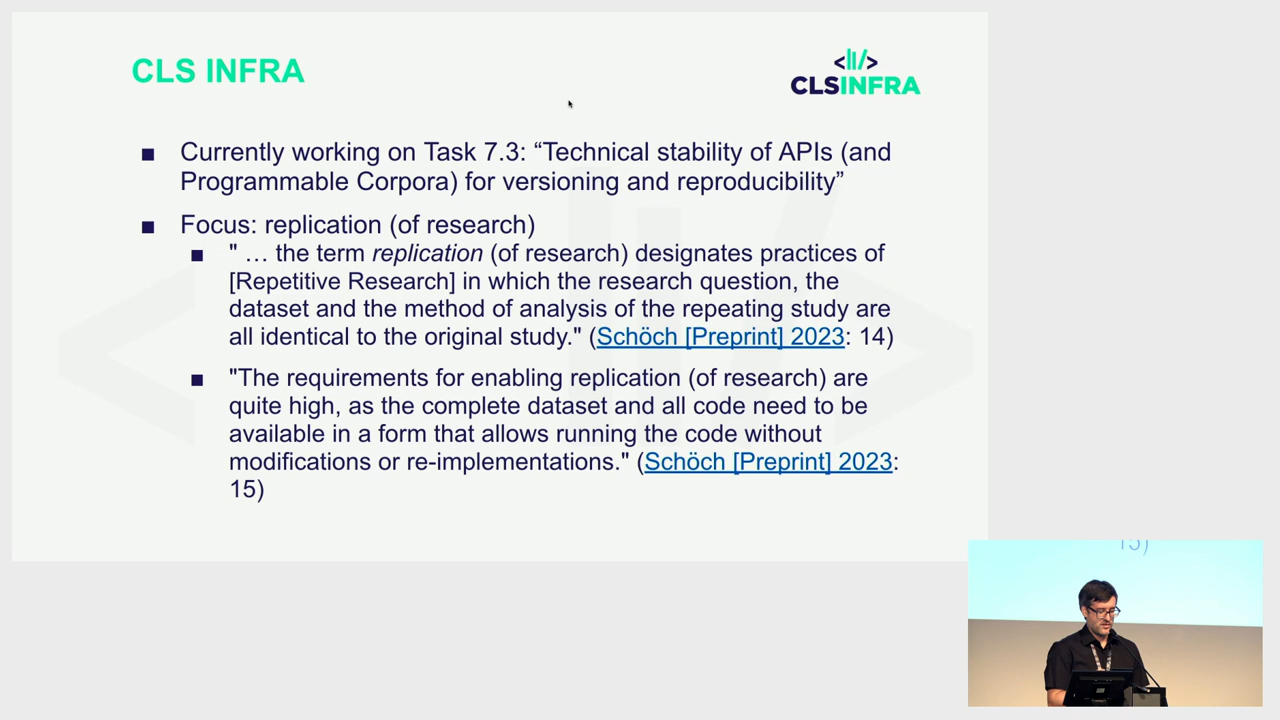 CLS INFRA
</>
CLSINFRA
■ Currently working on Task 7.3: “Technical stability of APIs (and
Programmable Corpora) for versioning and reproducibility”
■ Focus: replication (of research)
■ " … the term replication (of research) designates practices of
[Repetitive Research] in which the research question, the
dataset and the method of analysis of the repeating study are
all identical to the original study." (Schöch [Preprint] 2023: 14)
■ "The requirements for enabling replication (of research) are
quite high, as the complete dataset and all code need to be
available in a form that allows running the code without
modifications or re-implementations." (Schöch [Preprint] 2023:
15)
15)